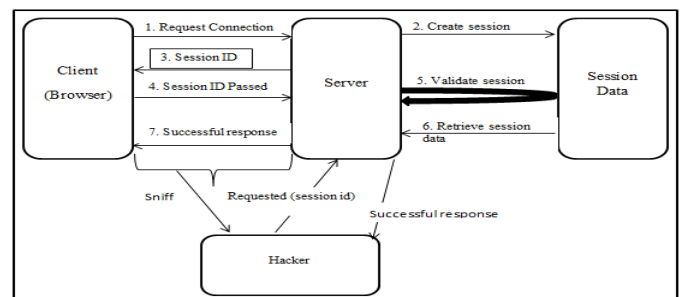 1. Request Connection
2. Create session
3. Session ID
Client
(Browser)
Server
Session
Data
4. Session ID Passed
5. Validate session
7. Successful response
6. Retrieve session
data
Sniff
Requested (session id)
Successful response
Hacker